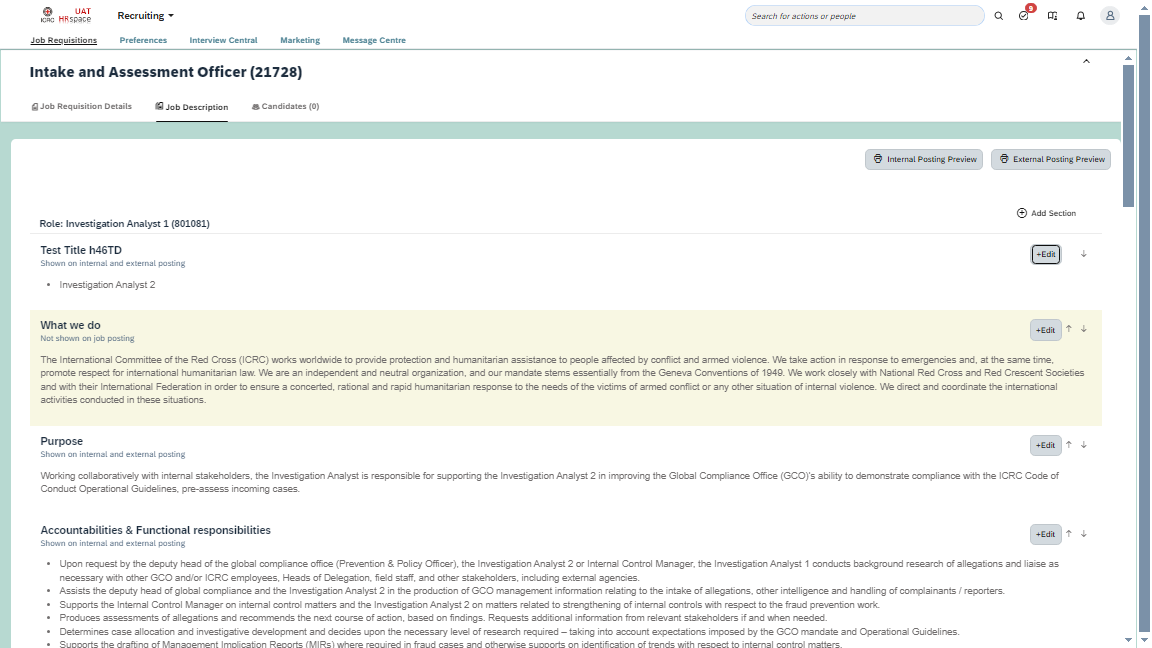 UAT
ICRC HRspace
Recruiting
Search for actions or people
9
Job Requisitions Preferences Interview Central Marketing Message Centre
Intake and Assessment Officer (21728)
Job Requisition Details Job Description Candidates (0)
Internal Posting Preview External Posting Preview
Add Section
Role: Investigation Analyst 1 (801081)
Test Title h46TD
+Edit
Shown on internal and external posting
• Investigation Analyst 2
What we do
+Edit
Not shown on job posting
The International Committee of the Red Cross (ICRC) works worldwide to provide protection and humanitarian assistance to people affected by conflict and armed violence. We take action in response to emergencies and, at the same time,
promote respect for international humanitarian law. We are an independent and neutral organization, and our mandate stems essentially from the Geneva Conventions of 1949. We work closely with National Red Cross and Red Crescent Societies
and with their International Federation in order to ensure a concerted, rational and rapid humanitarian response to the needs of the victims of armed conflict or any other situation of internal violence. We direct and coordinate the international
activities conducted in these situations.
Purpose
+Edit
Shown on internal and external posting
Working collaboratively with internal stakeholders, the Investigation Analyst is responsible for supporting the Investigation Analyst 2 in improving the Global Compliance Office (GCO)'s ability to demonstrate compliance with the ICRC Code of
Conduct Operational Guidelines, pre-assess incoming cases.
Accountabilities & Functional responsibilities
+Edit
Shown on internal and external posting
• Upon request by the deputy head of the global compliance office (Prevention & Policy Officer), the Investigation Analyst 2 or Internal Control Manager, the Investigation Analyst 1 conducts background research of allegations and liaise as
necessary with other GCO and/or ICRC employees, Heads of Delegation, field staff, and other stakeholders, including external agencies.
• Assists the deputy head of global compliance and the Investigation Analyst 2 in the production of GCO management information relating to the intake of allegations, other intelligence and handling of complainants / reporters.
• Supports the Internal Control Manager on internal control matters and the Investigation Analyst 2 on matters related to strengthening of internal controls with respect to the fraud prevention work.
• Produces assessments of allegations and recommends the next course of action, based on findings. Requests additional information from relevant stakeholders if and when needed.
• Determines case allocation and investigative development and decides upon the necessary level of research required – taking into account expectations imposed by the GCO mandate and Operational Guidelines.
• Supports the drafting of Management Implication Reports (MIRs) where required in fraud cases and otherwise supports on identification of trends with respect to internal control matters.